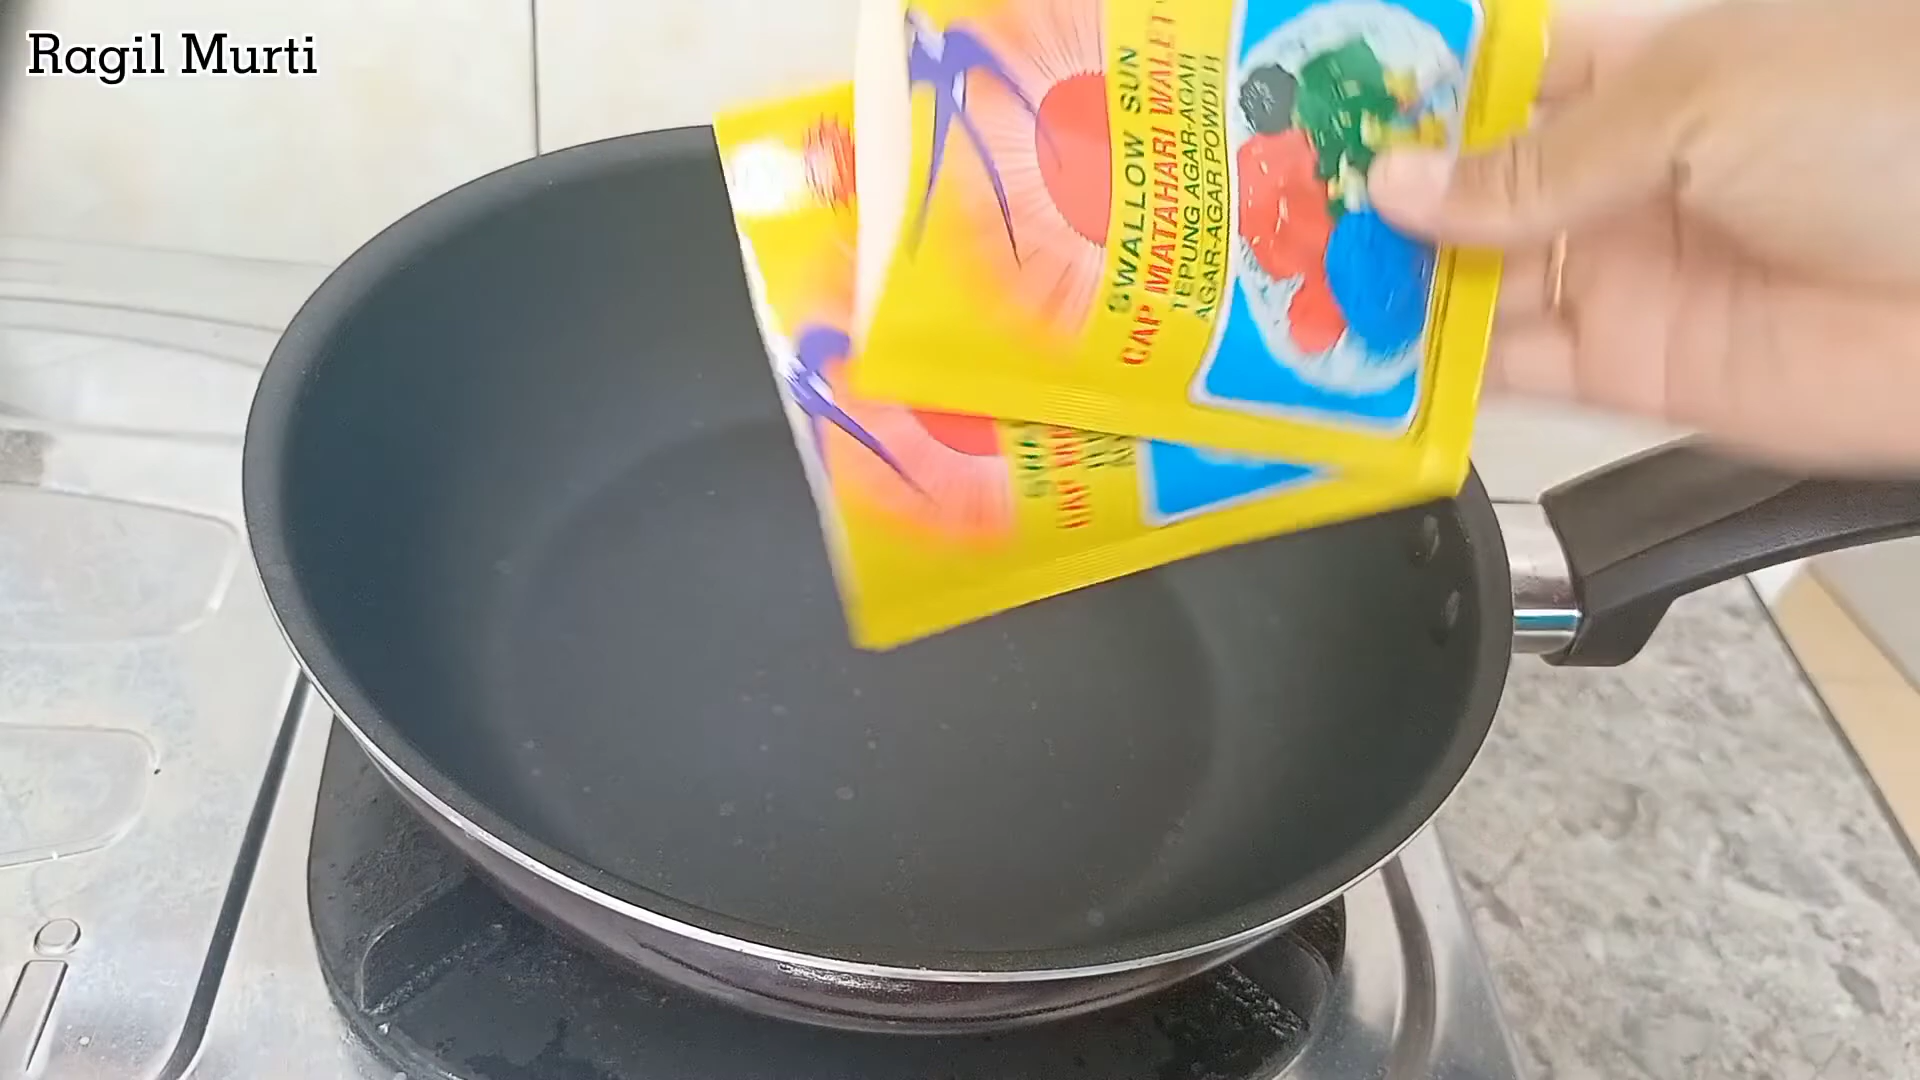 Ragil Murti
SWALLOW SUN
CAP MATAHARI WALET
TEPUNG AGAR-AGAR
AGAR-AGAR POWDER